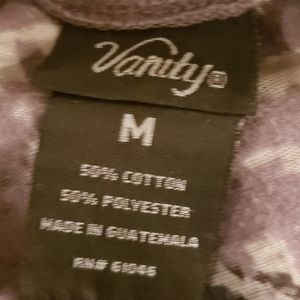 Vanity®
M
50% COTTON
50% POLYESTER
MADE IN GUATEMALA
RN# 61046